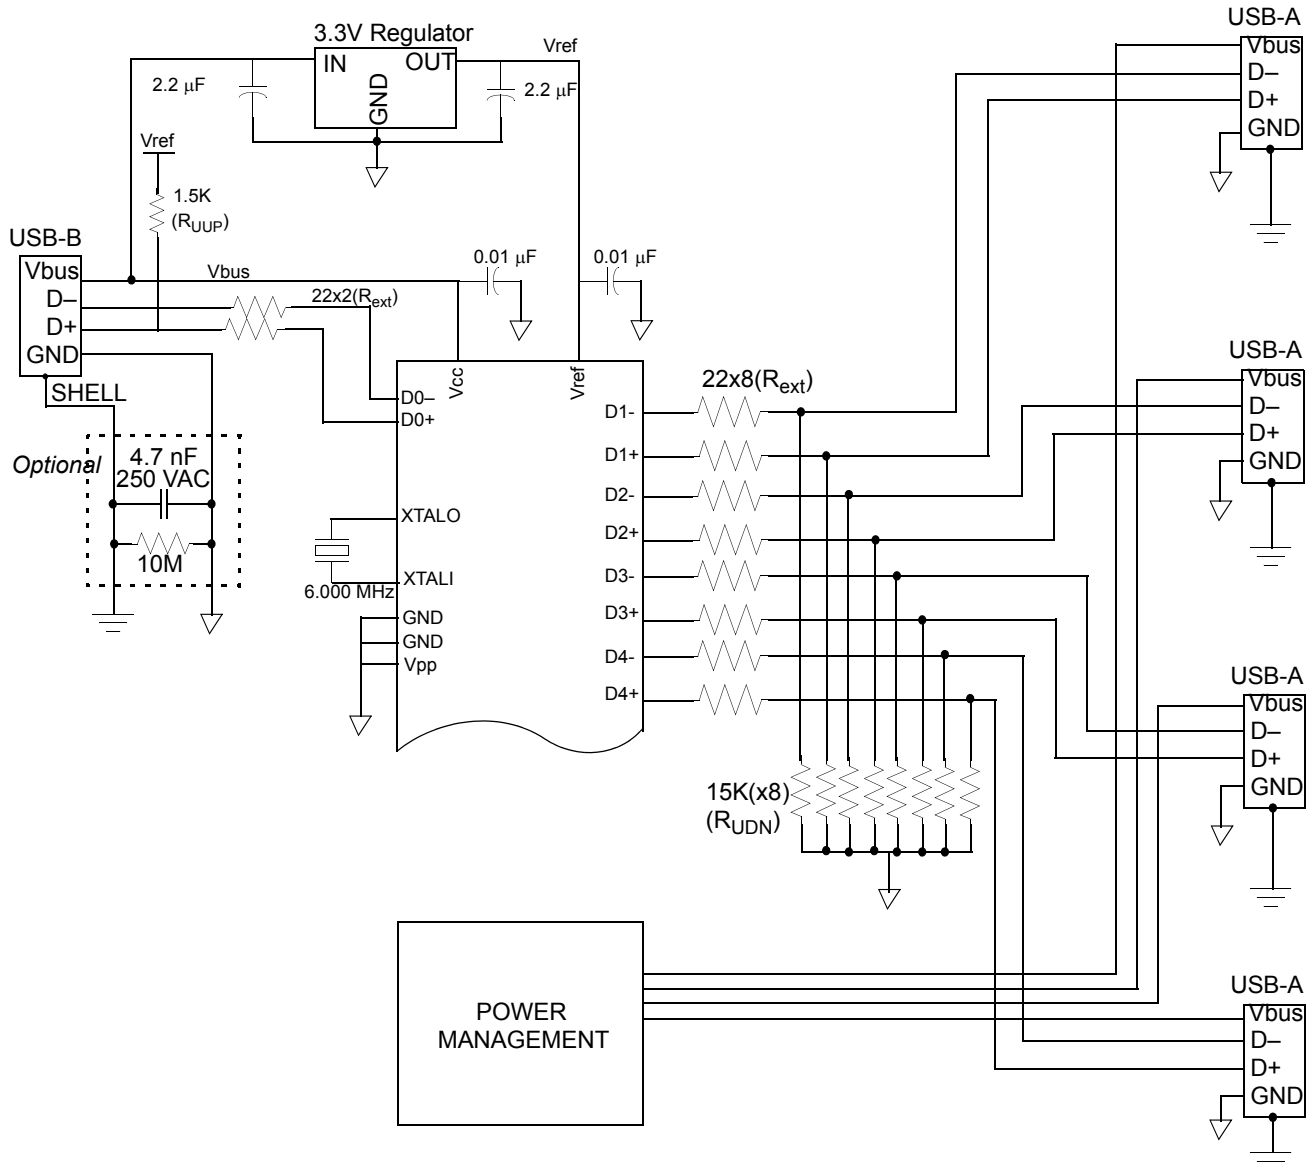 3.3V Regulator
IN
OUT
GND
Vref
2.2 μF
2.2 μF
Vref
1.5K
(RUUP)
USB-B
Vbus
D–
D+
GND
SHELL
Vbus
22x2(Rext)
0.01 μF
0.01 μF
Optional
4.7 nF
250 VAC
10M
Vcc
Vref
D0–
D0+
XTALO
XTALI
6.000 MHz
GND
GND
Vpp
D1-
D1+
D2-
D2+
D3-
D3+
D4-
D4+
22x8(Rext)
15K(x8)
(RUDN)
POWER
MANAGEMENT
USB-A
Vbus
D–
D+
GND
USB-A
Vbus
D–
D+
GND
USB-A
Vbus
D–
D+
GND
USB-A
Vbus
D–
D+
GND